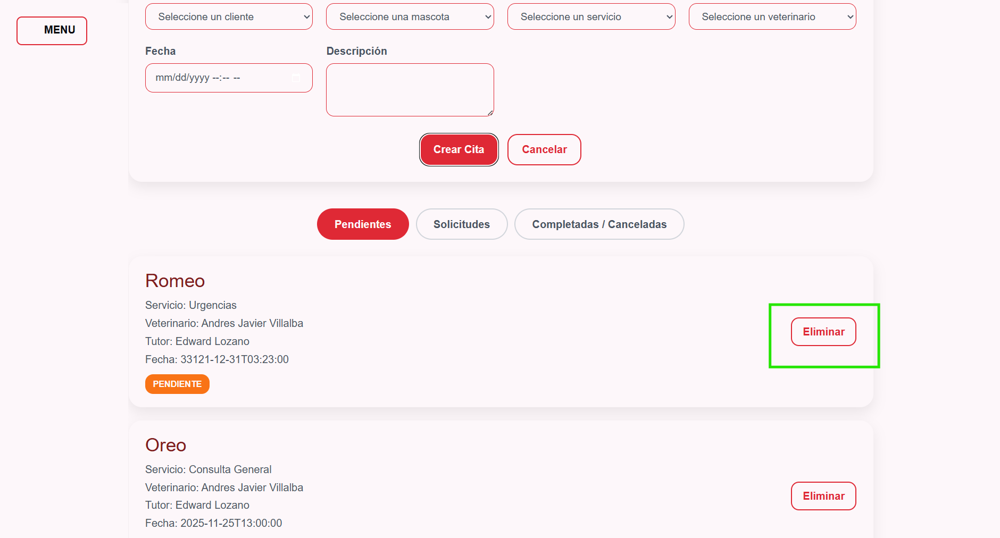 MENU
Seleccione un cliente
Seleccione una mascota
Seleccione un servicio
Seleccione un veterinario
Fecha
Descripción
mm/dd/yyyy --:-- --
Crear Cita
Cancelar
Pendientes
Solicitudes
Completadas / Canceladas
Romeo
Servicio: Urgencias
Veterinario: Andres Javier Villalba
Tutor: Edward Lozano
Fecha: 33121-12-31T03:23:00
PENDIENTE
Eliminar
Oreo
Servicio: Consulta General
Veterinario: Andres Javier Villalba
Tutor: Edward Lozano
Fecha: 2025-11-25T13:00:00
Eliminar